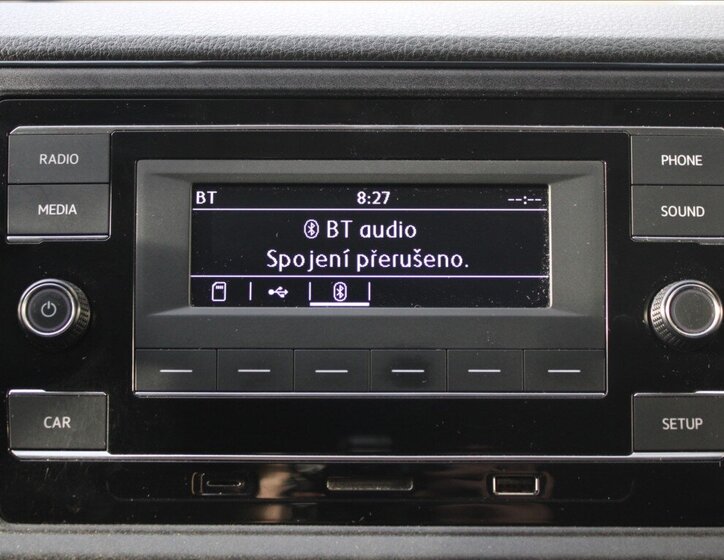 RADIO
MEDIA
CAR
BT 8:27 --:--
BT audio
Spojení přerušeno.
PHONE
SOUND
SETUP